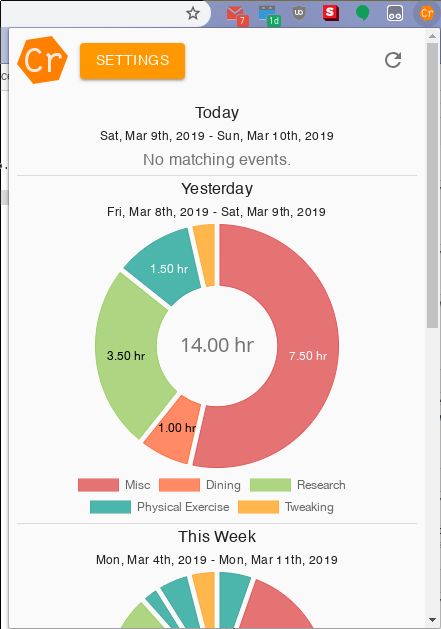 7
1d
UD
S
Cr
Cr
SETTINGS
Today
Sat, Mar 9th, 2019 - Sun, Mar 10th, 2019
No matching events.
Yesterday
Fri, Mar 8th, 2019 - Sat, Mar 9th, 2019
1.50 hr
3.50 hr
14.00 hr
7.50 hr
1.00 hr
Misc
Dining
Research
Physical Exercise
Tweaking
This Week
Mon, Mar 4th, 2019 - Mon, Mar 11th, 2019